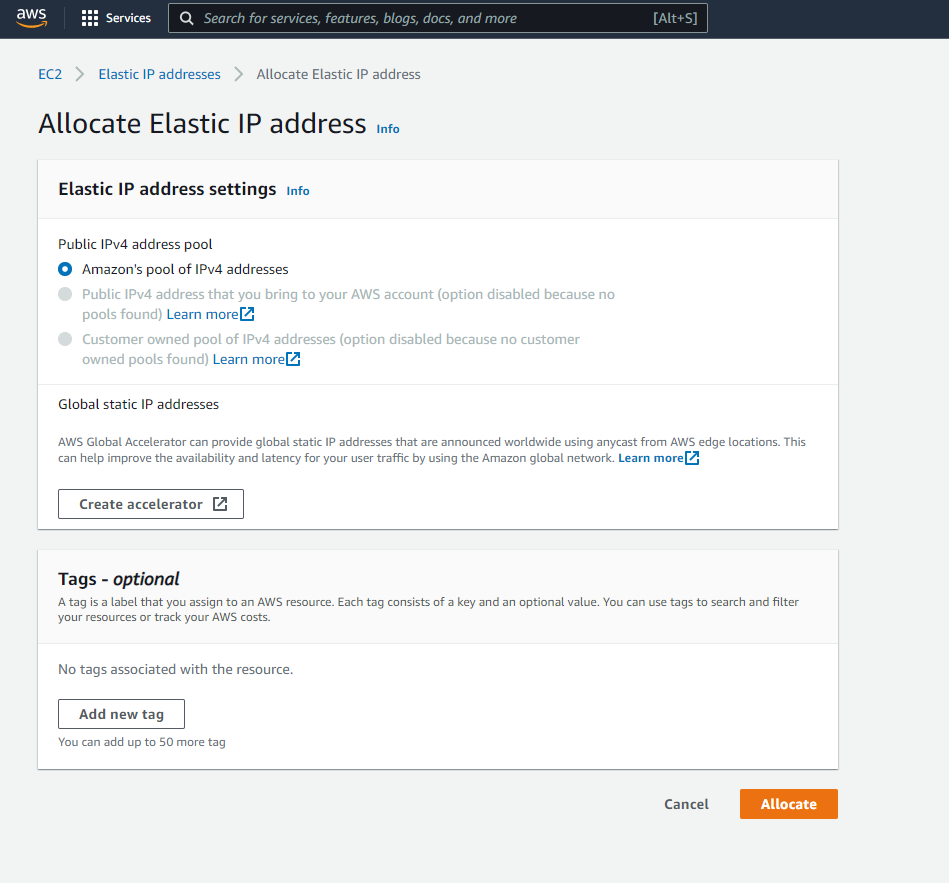 aws
Services
Search for services, features, blogs, docs, and more
[Alt+S]
EC2
Elastic IP addresses
Allocate Elastic IP address
Allocate Elastic IP address Info
Elastic IP address settings Info
Public IPv4 address pool
Amazon's pool of IPv4 addresses
Public IPv4 address that you bring to your AWS account (option disabled because no
pools found) Learn more
Customer owned pool of IPv4 addresses (option disabled because no customer
owned pools found) Learn more
Global static IP addresses
AWS Global Accelerator can provide global static IP addresses that are announced worldwide using anycast from AWS edge locations. This
can help improve the availability and latency for your user traffic by using the Amazon global network. Learn more
Create accelerator
Tags - optional
A tag is a label that you assign to an AWS resource. Each tag consists of a key and an optional value. You can use tags to search and filter
your resources or track your AWS costs.
No tags associated with the resource.
Add new tag
You can add up to 50 more tag
Cancel
Allocate